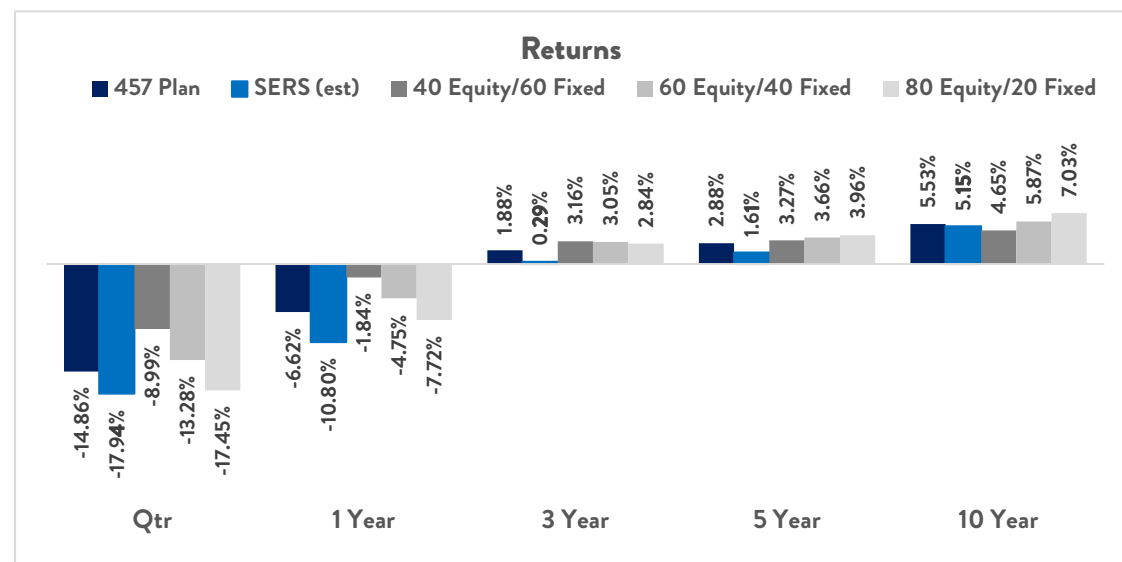 Returns
457 Plan SERS (est) 40 Equity/60 Fixed 60 Equity/40 Fixed 80 Equity/20 Fixed
-14.86% -17.94% -8.99% -13.28% -17.45%
-6.62% -10.80% -1.84% -4.75% -7.72%
1.88% 0.29% 3.16% 3.05% 2.84%
2.88% 1.61% 3.27% 3.66% 3.96%
5.53% 5.15% 4.65% 5.87% 7.03%
Qtr 1 Year 3 Year 5 Year 10 Year